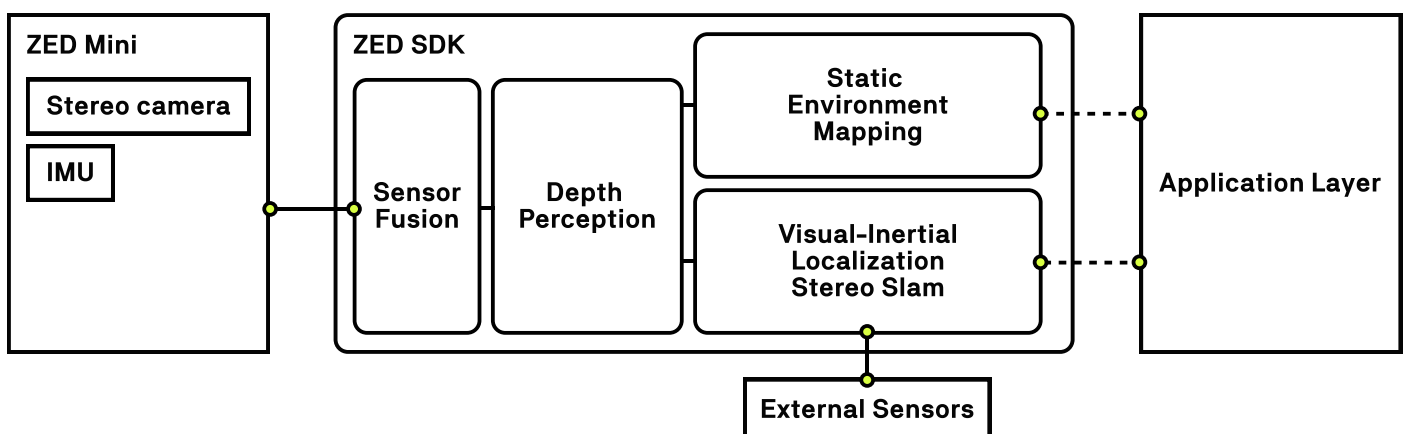 ZED Mini
Stereo camera
IMU
ZED SDK
Sensor
Fusion
Depth
Perception
Static
Environment
Mapping
Visual-Inertial
Localization
Stereo Slam
External Sensors
Application Layer